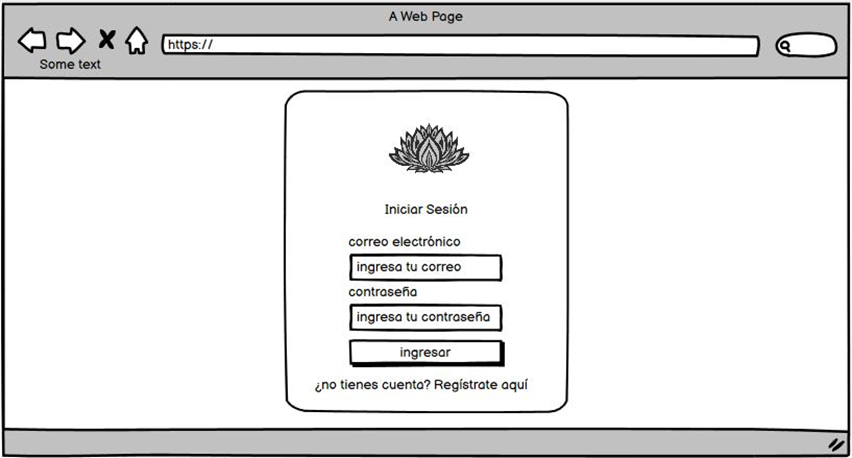 A Web Page
https://
Some text
Iniciar Sesión
correo electrónico
ingresa tu correo
contraseña
ingresa tu contraseña
ingresar
¿no tienes cuenta? Regístrate aquí